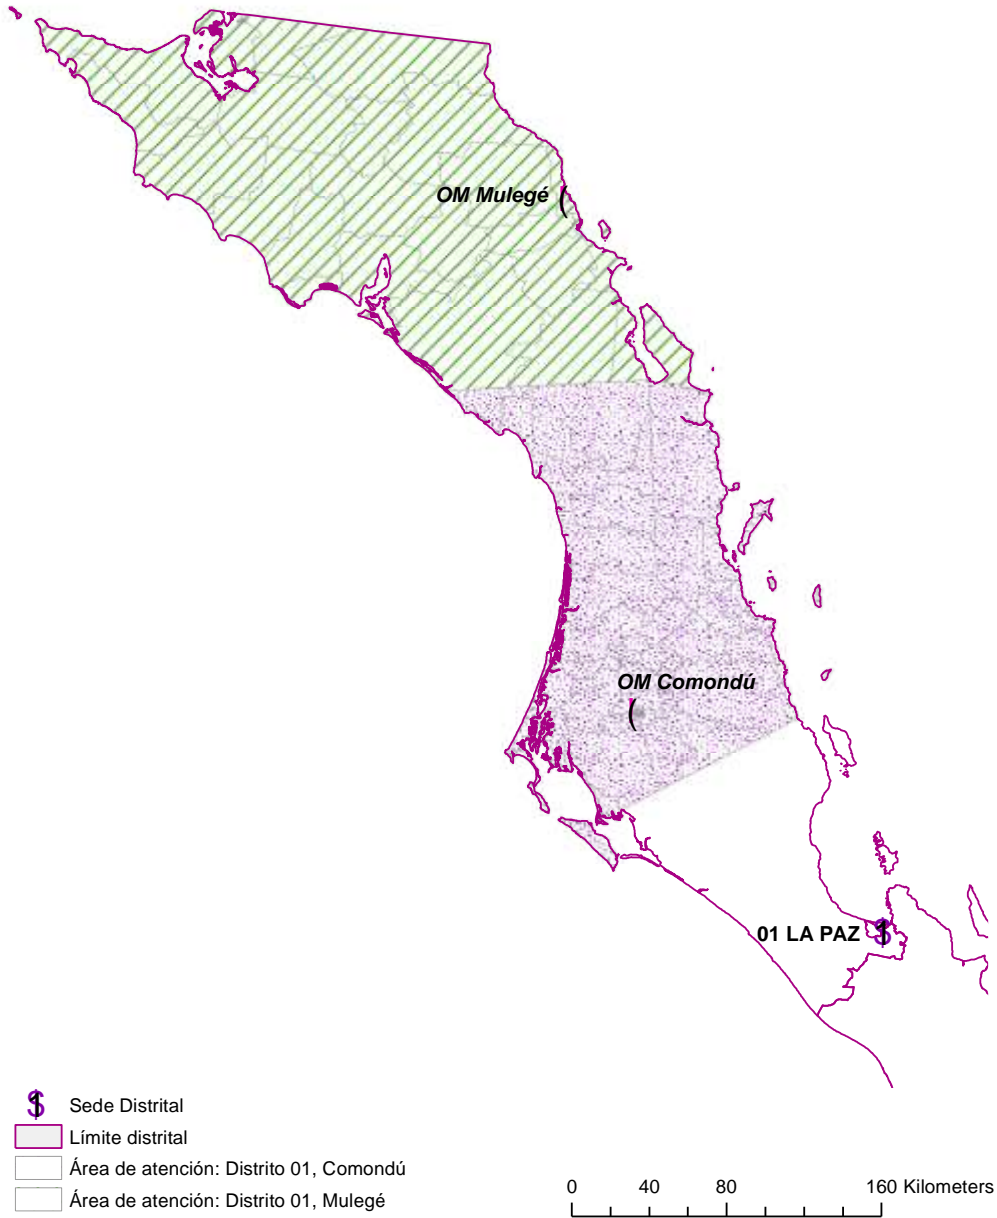 OM Mulegé
OM Comondú
01 LA PAZ
Sede Distrital
Límite distrital
Área de atención: Distrito 01, Comondú
Área de atención: Distrito 01, Mulegé
0 40 80 160 Kilometers